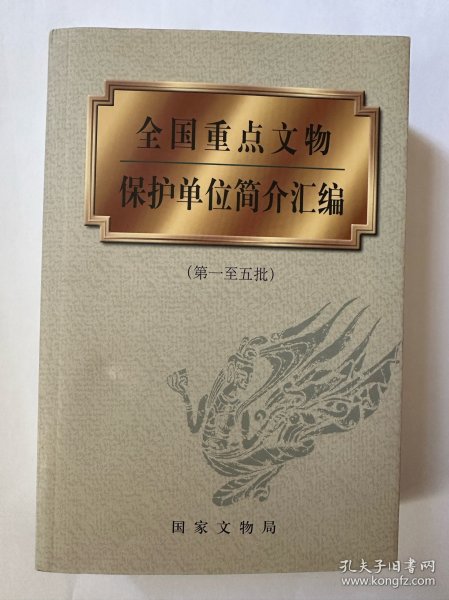 全国重点文物
保护单位简介汇编
（第一至五批）
国家文物局
孔夫子旧书网
www.kongfz.com